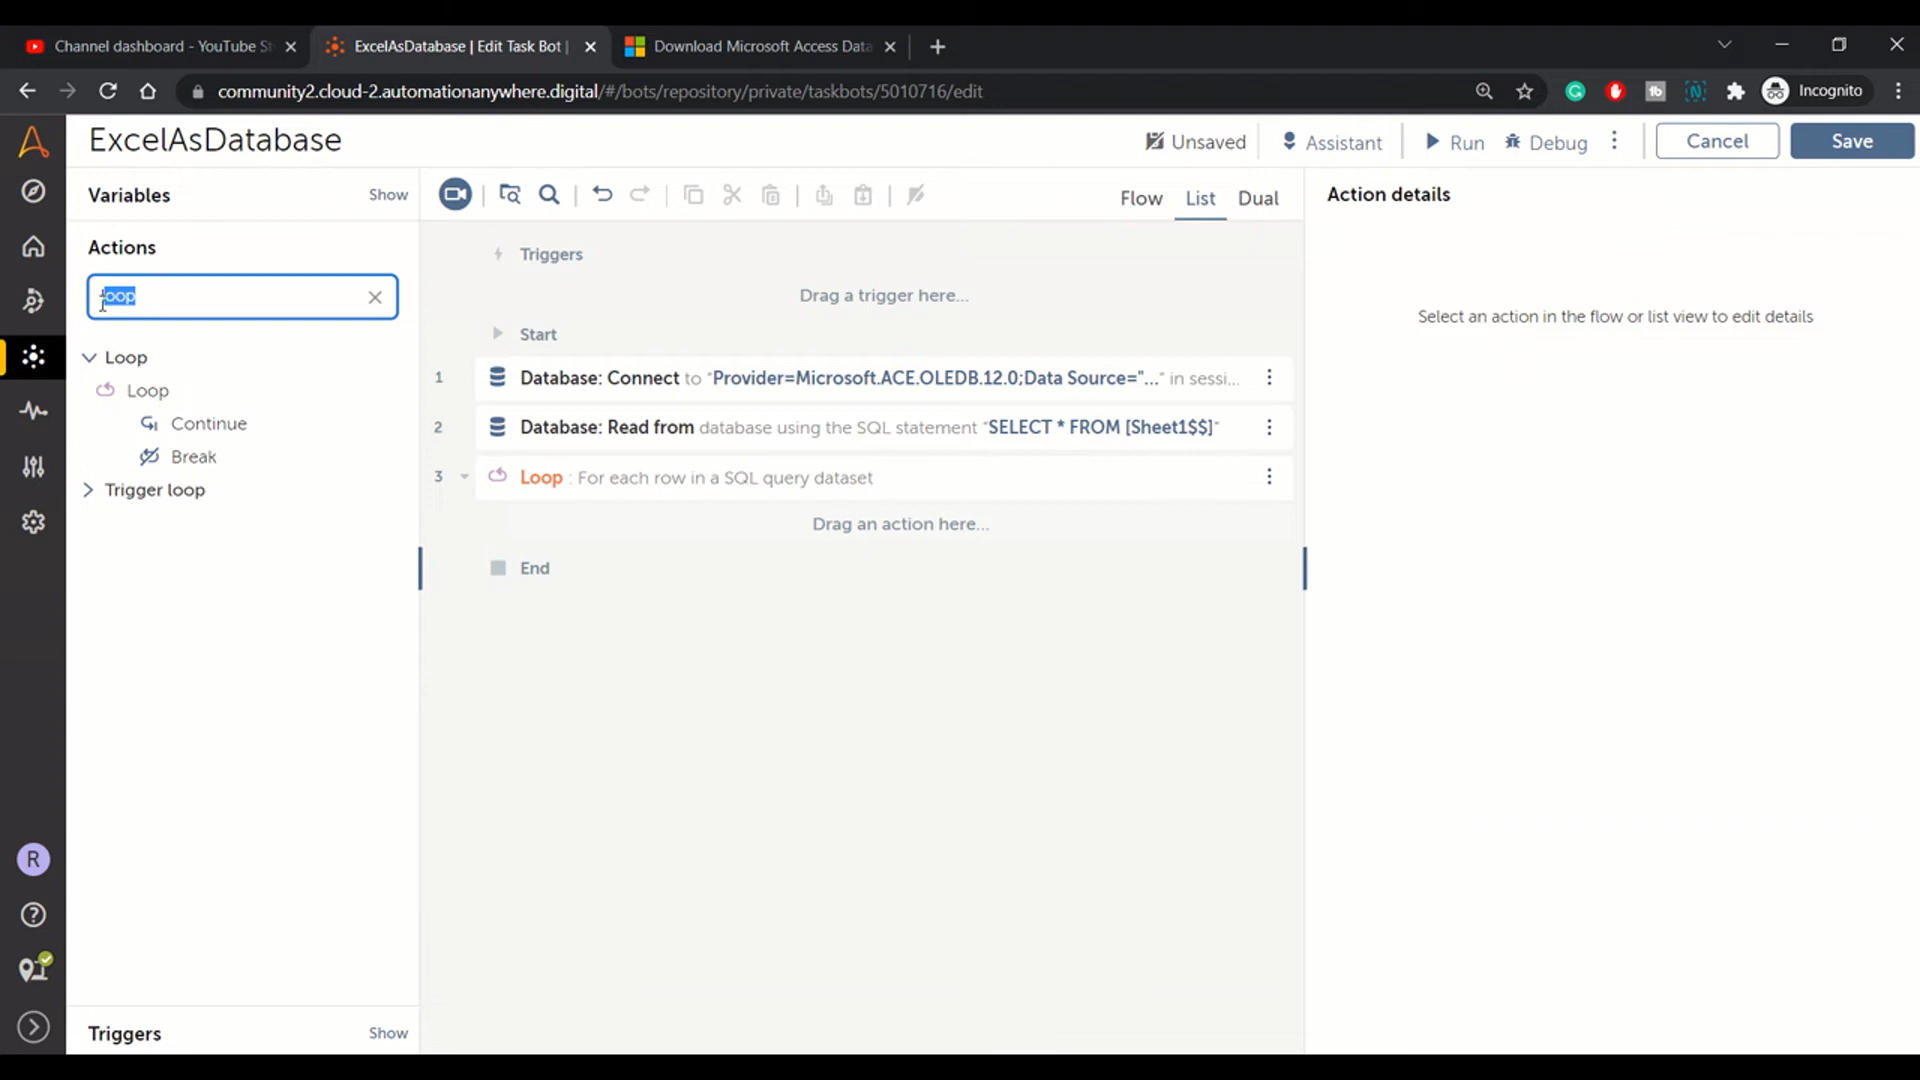 Channel dashboard - YouTube St
ExcelAsDatabase | Edit Task Bot |
Download Microsoft Access Data
community2.cloud-2.automationanywhere.digital/#/bots/repository/private/taskbots/5010716/edit
Incognito
ExcelAsDatabase
Unsaved
Assistant
Run
Debug
Cancel
Save
Variables
Show
Flow
List
Dual
Action details
Actions
loop
Loop
Loop
Continue
Break
Trigger loop
Triggers
Drag a trigger here...
Start
1
Database: Connect to "Provider=Microsoft.ACE.OLEDB.12.0;Data Source="..." in sessi...
2
Database: Read from database using the SQL statement "SELECT * FROM [Sheet1$$]"
3
Loop : For each row in a SQL query dataset
Drag an action here...
End
Select an action in the flow or list view to edit details
R
Triggers
Show